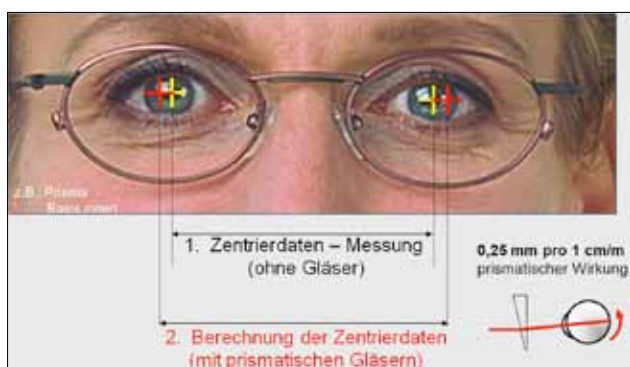 z.B.: Prisma
Basis innen
1. Zentrierdaten – Messung
(ohne Gläser)
0,25 mm pro 1 cm/m
prismatischer Wirkung
2. Berechnung der Zentrierdaten
(mit prismatischen Gläsern)